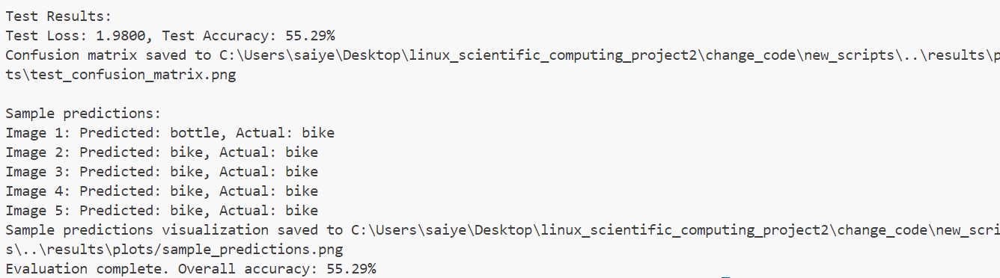 Test Results:
Test Loss: 1.9800, Test Accuracy: 55.29%
Confusion matrix saved to C:\Users\saiye\Desktop\linux_scientific_computing_project2\change_code\new_scripts\..\results\p
ts\test_confusion_matrix.png
Sample predictions:
Image 1: Predicted: bottle, Actual: bike
Image 2: Predicted: bike, Actual: bike
Image 3: Predicted: bike, Actual: bike
Image 4: Predicted: bike, Actual: bike
Image 5: Predicted: bike, Actual: bike
Sample predictions visualization saved to C:\Users\saiye\Desktop\linux_scientific_computing_project2\change_code\new_scri
s\..\results\plots/sample_predictions.png
Evaluation complete. Overall accuracy: 55.29%